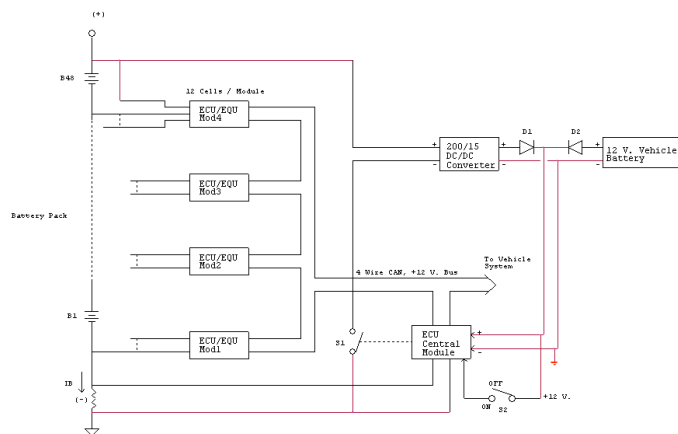 (+)
B48
12 Cells / Module
ECU/EQU
Mod4
D1
D2
+
200/15
DC/DC
Converter
-
+
-
+
12 V. Vehicle
Battery
-
ECU/EQU
Mod3
Battery Pack
ECU/EQU
Mod2
To Vehicle
System
4 Wire CAN, +12 V. Bus
B1
ECU/EQU
Mod1
S1
ECU
Central
Module
+
-
IB
(-)
OFF
ON
S2
+12 V.